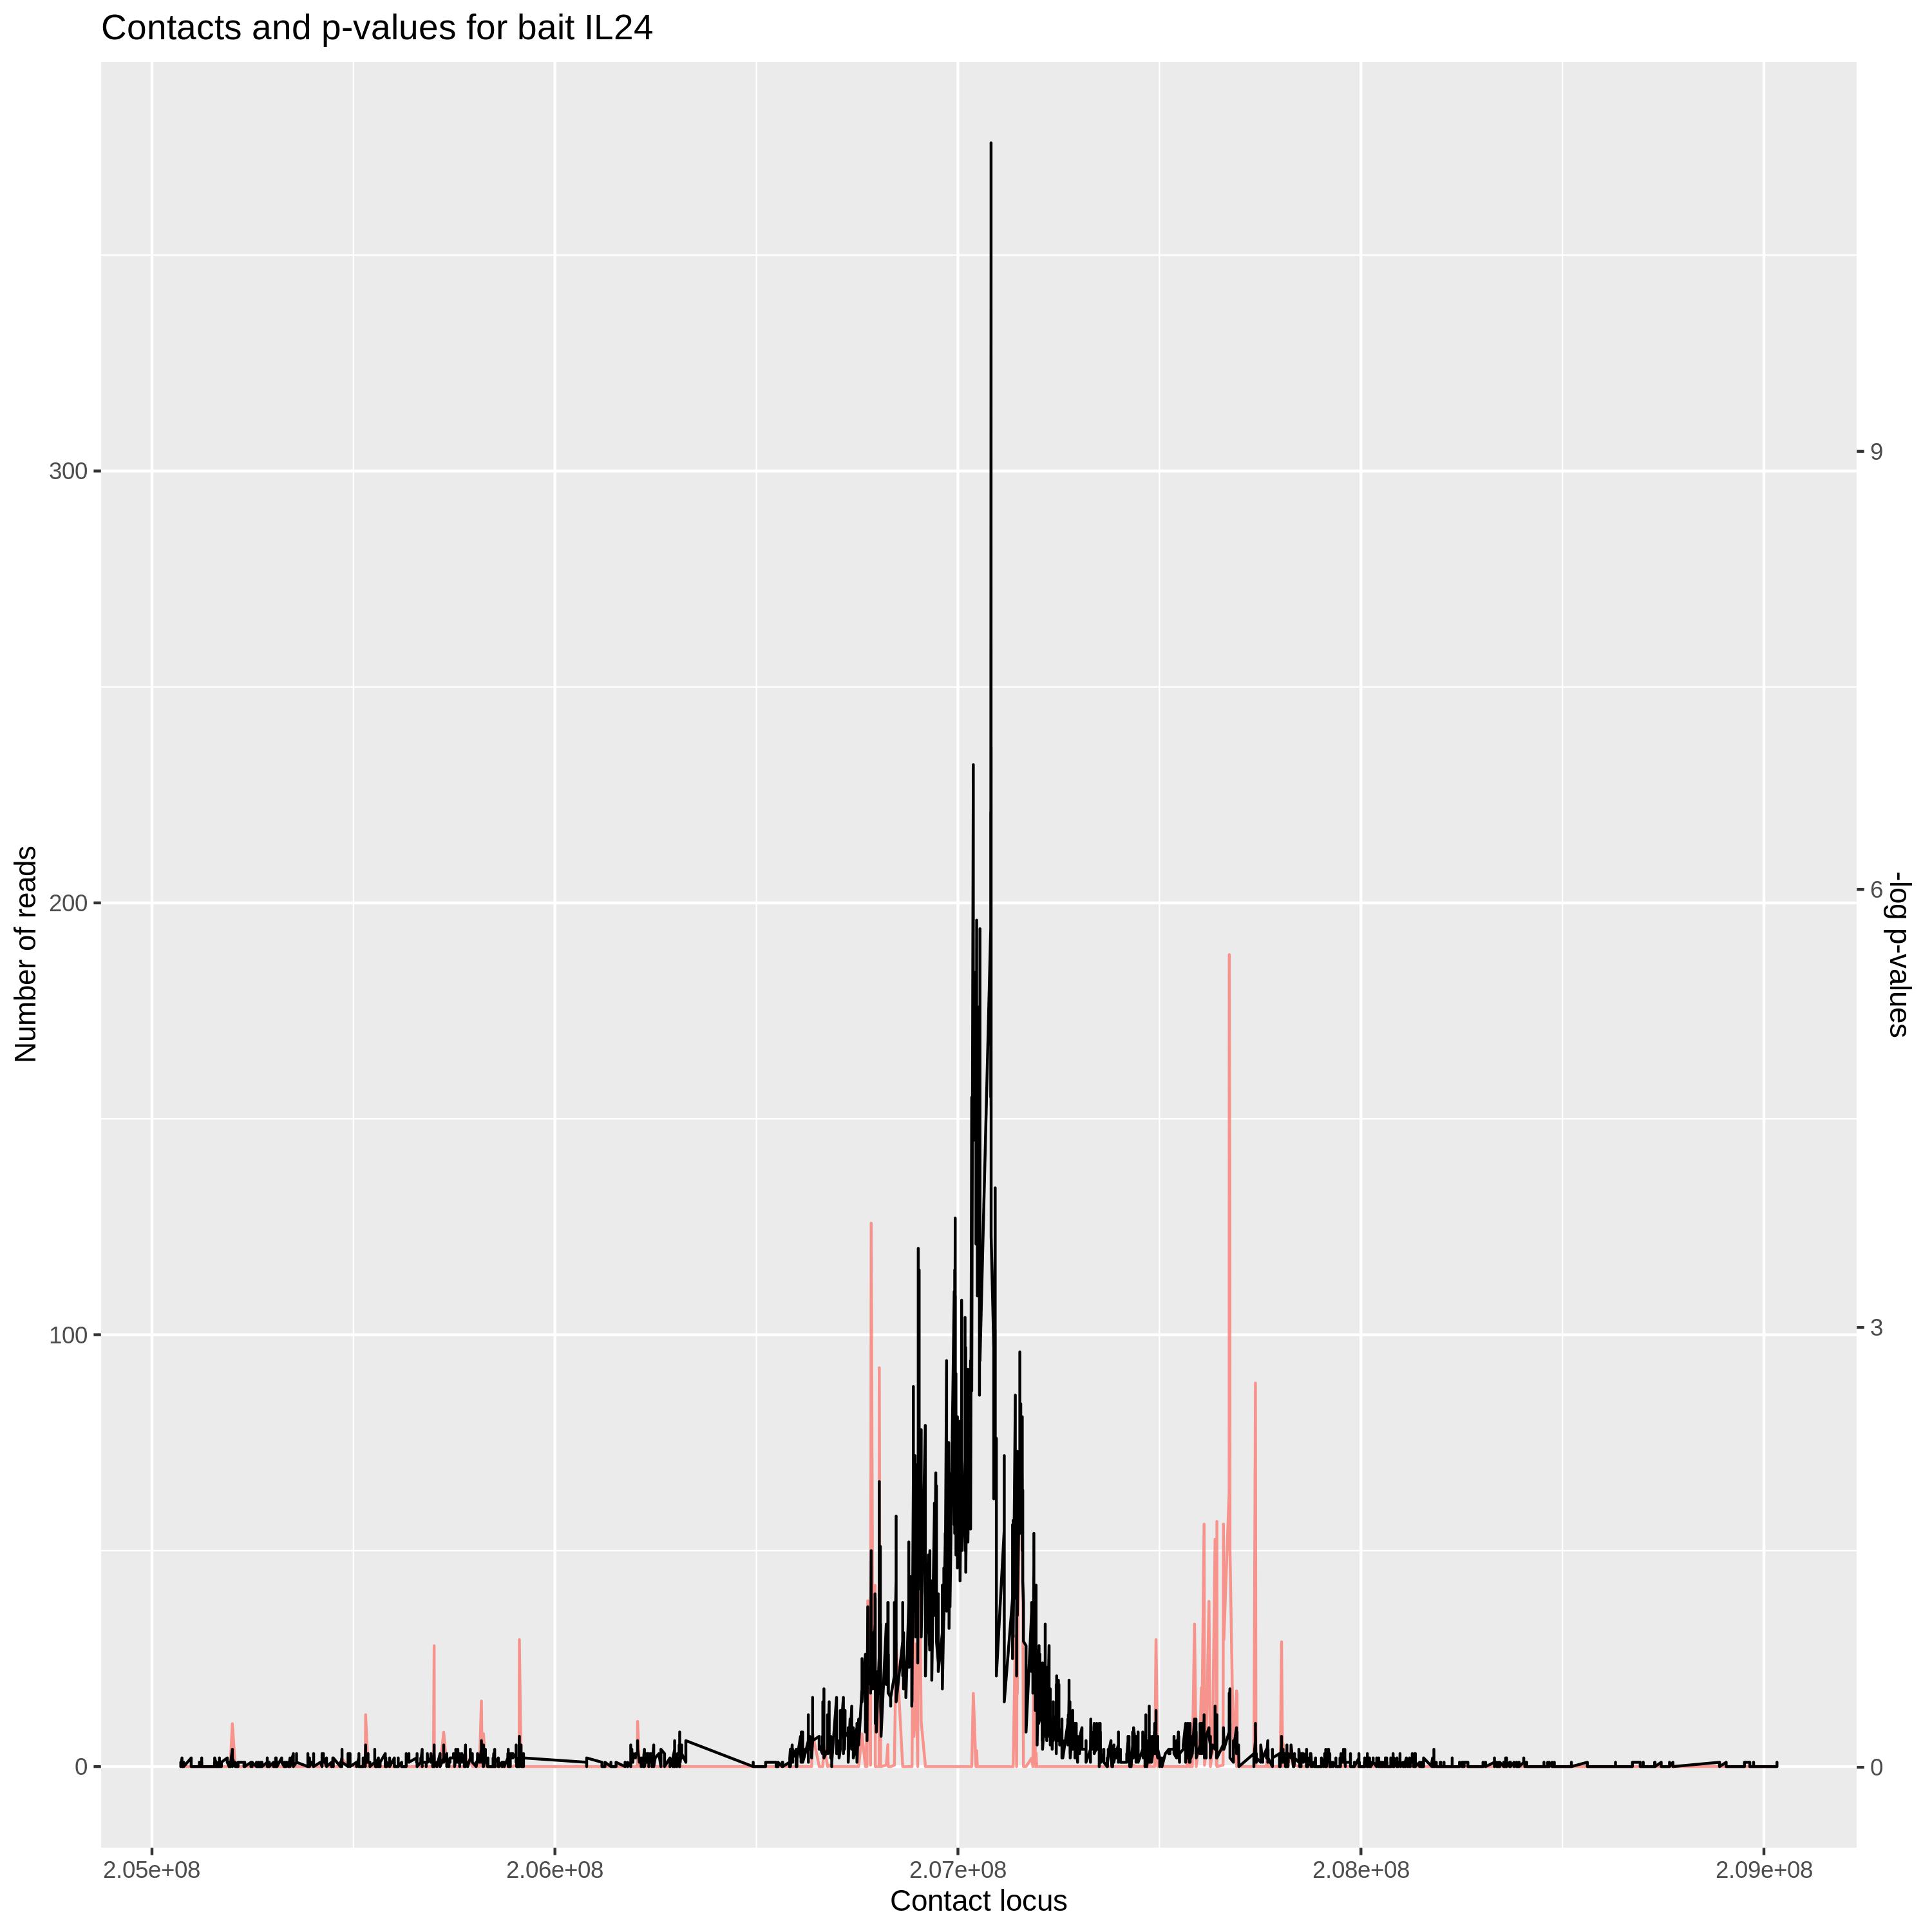 Contacts and p-values for bait IL24
Number of reads
300
200
100
0
9
6
3
0
-log p-values
2.05e+08 2.06e+08 2.07e+08 2.08e+08 2.09e+08
Contact locus